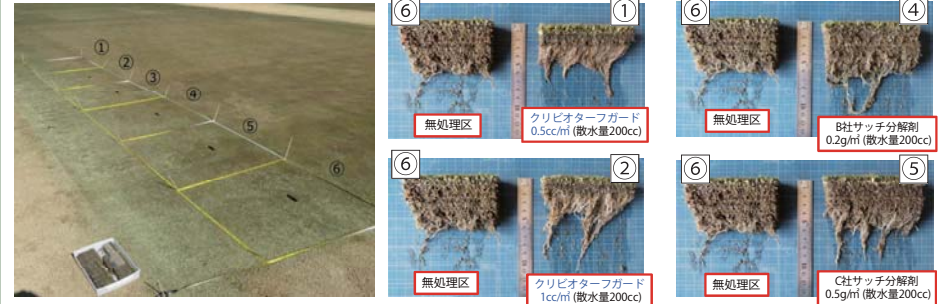 ①
②
③
④
⑤
⑥
⑥
①
無処理区
クリビオターフガード
0.5cc/㎡ (散水量200cc)
⑥
④
無処理区
B社サッチ分解剤
0.2g/㎡ (散水量200cc)
⑥
②
無処理区
クリビオターフガード
1cc/㎡ (散水量200cc)
⑥
⑤
無処理区
C社サッチ分解剤
0.5g/㎡ (散水量200cc)